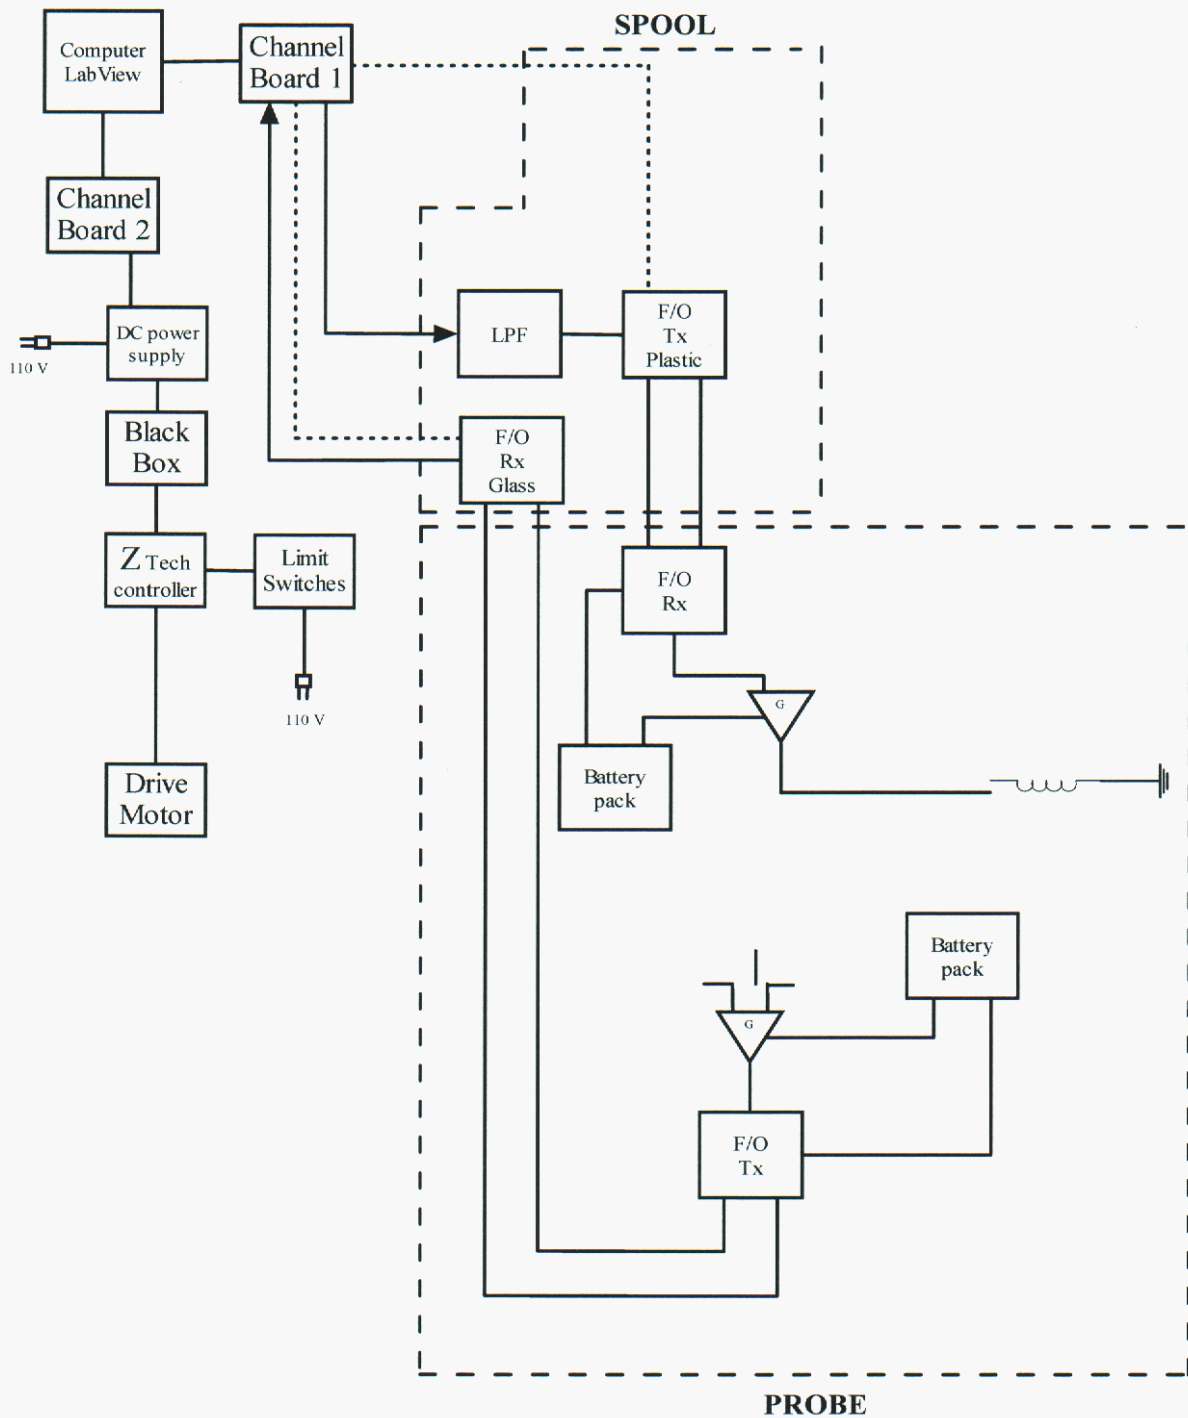 SPOOL
Computer
LabView
Channel
Board 1
Channel
Board 2
DC power
supply
110 V
LPF
F/O
Tx
Plastic
Black
Box
F/O
Rx
Glass
Z Tech
controller
Limit
Switches
110 V
F/O
Rx
G
Battery
pack
Drive
Motor
Battery
pack
G
F/O
Tx
PROBE